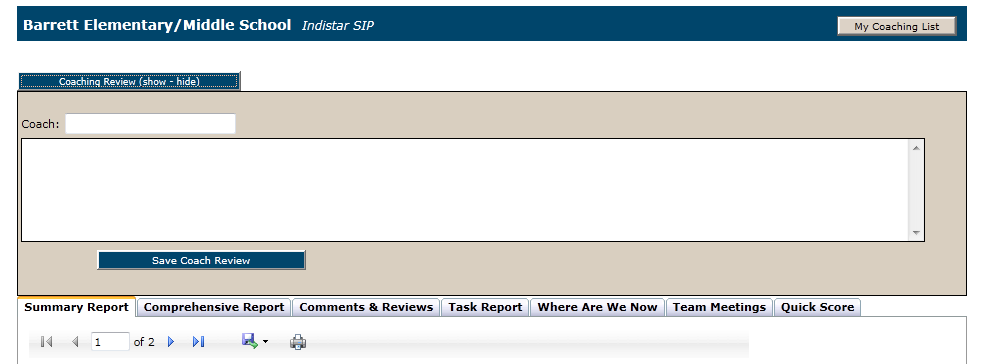 Barrett Elementary/Middle School Indistar SIP
My Coaching List
Coaching Review (show - hide)
Coach:
Save Coach Review
Summary Report Comprehensive Report Comments & Reviews Task Report Where Are We Now Team Meetings Quick Score
1 of 2